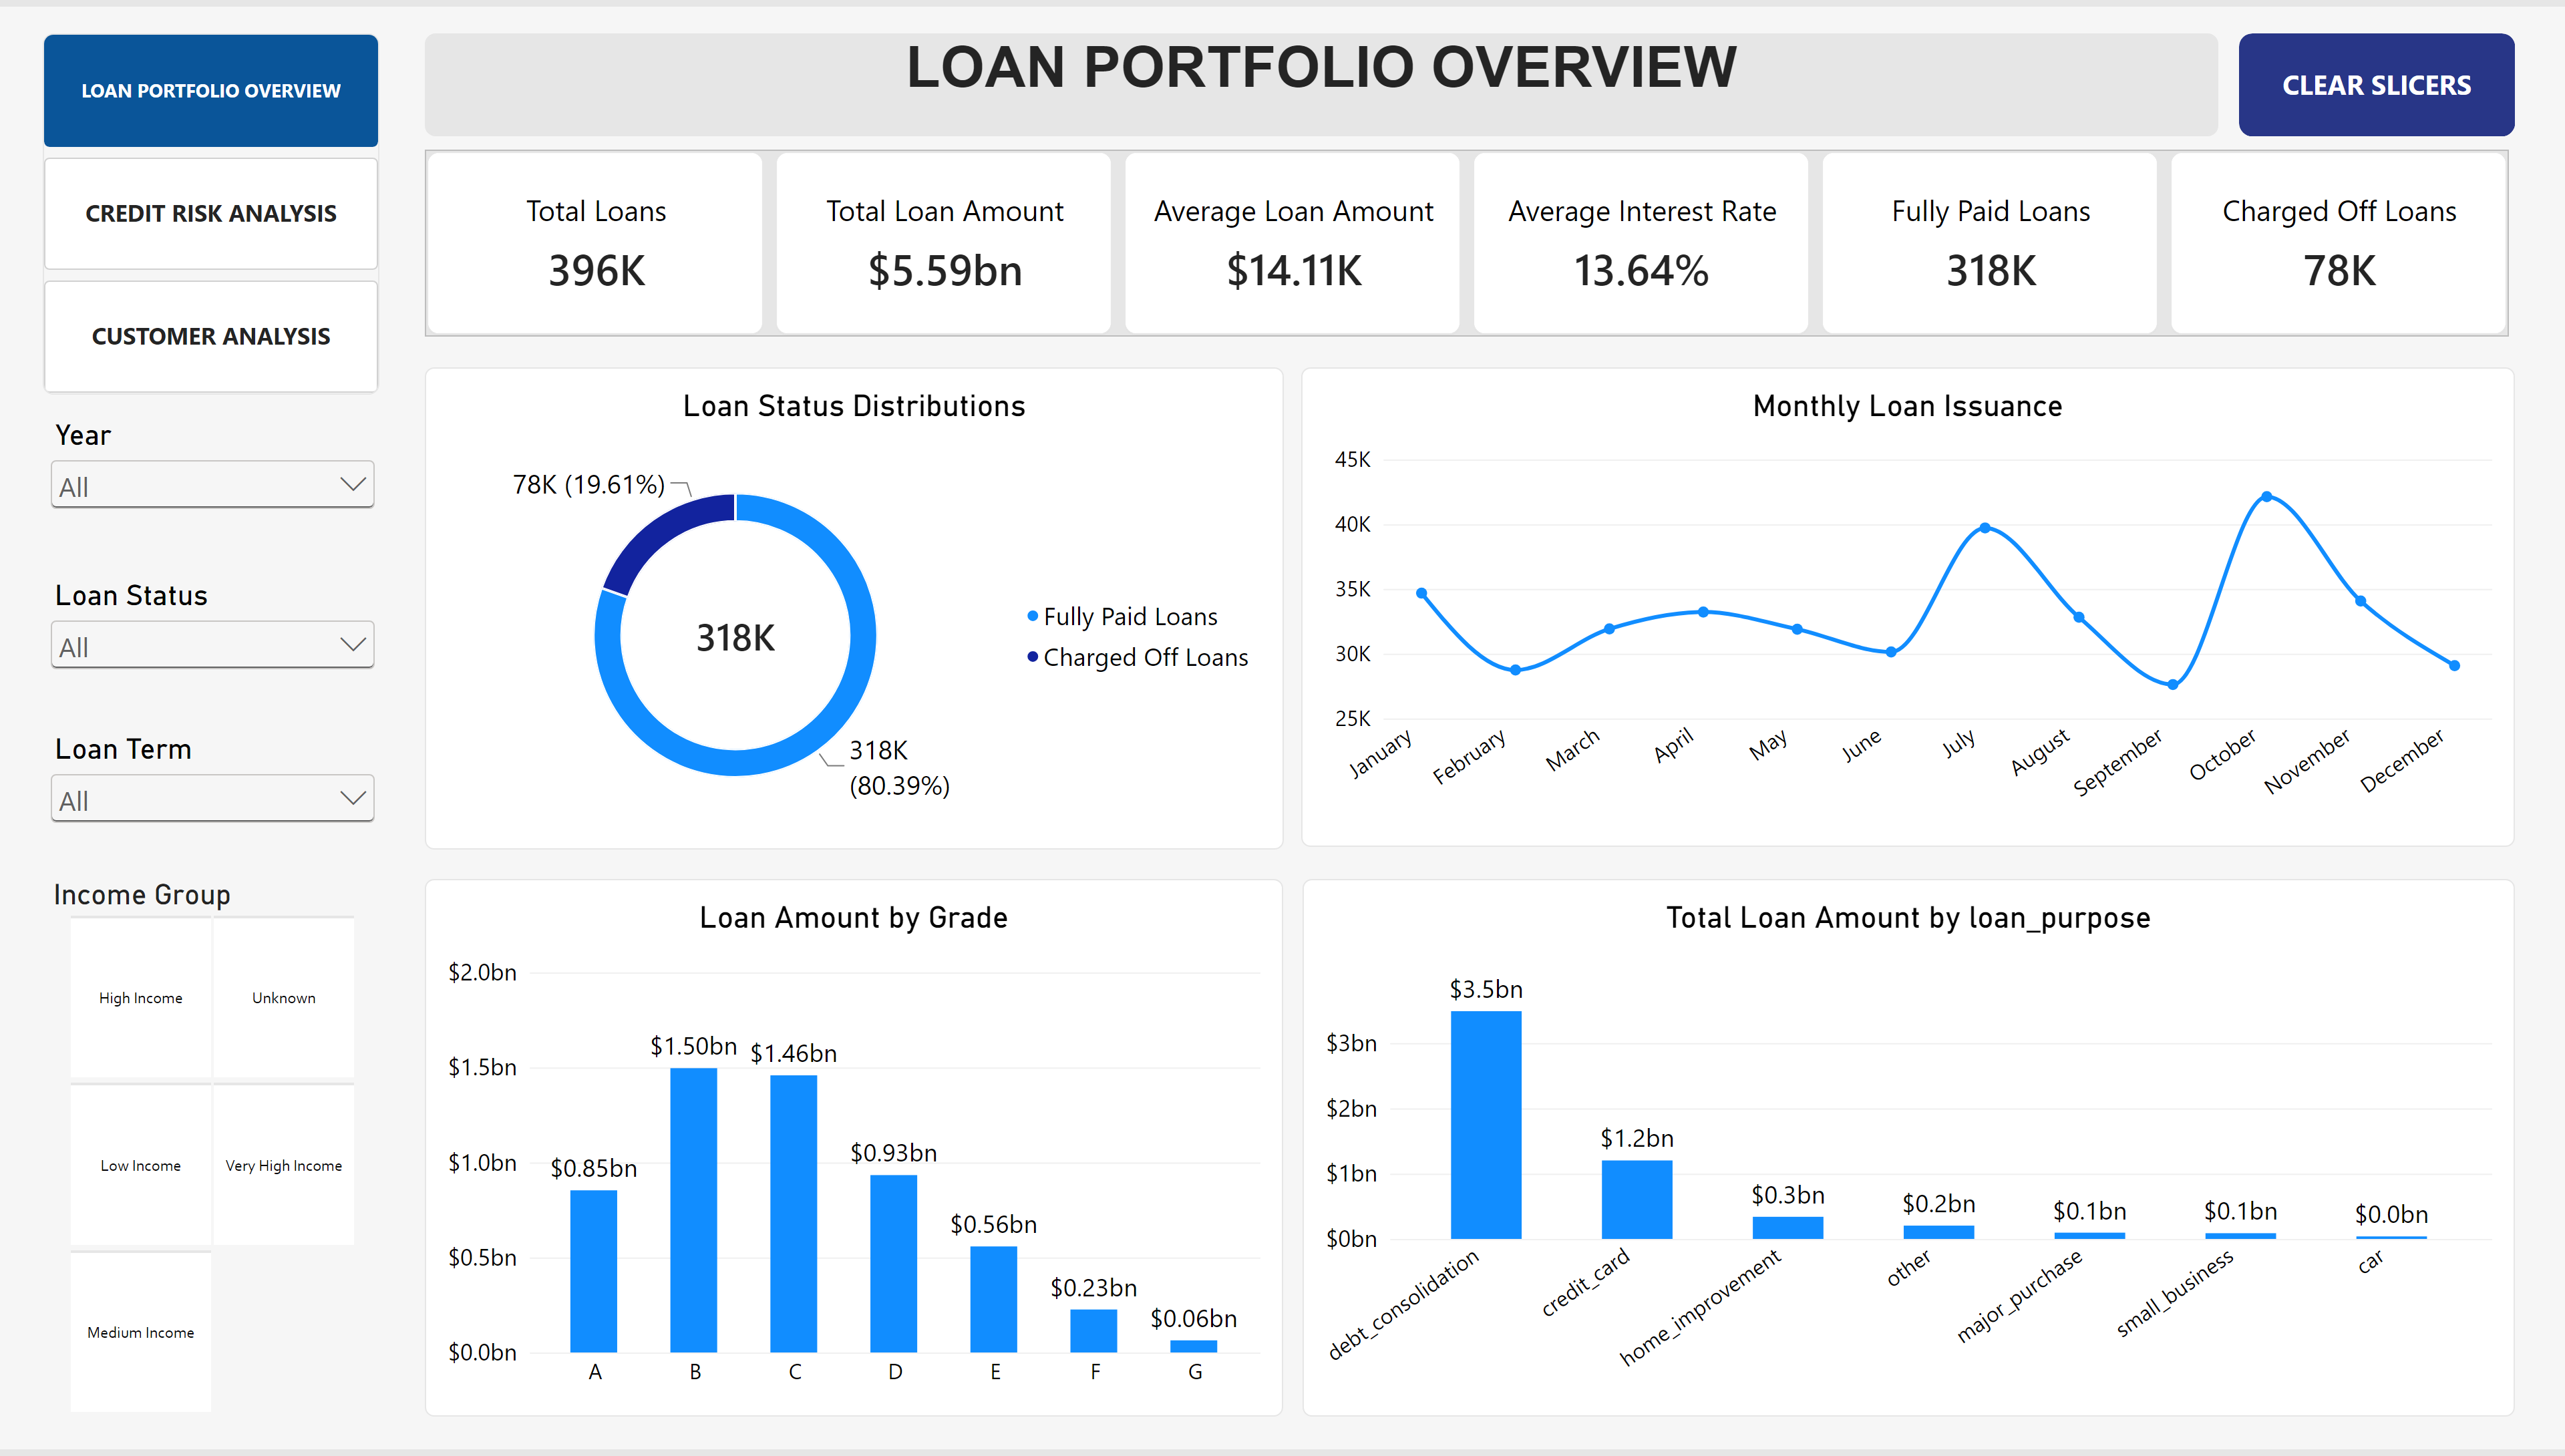 LOAN PORTFOLIO OVERVIEW
CREDIT RISK ANALYSIS
CUSTOMER ANALYSIS
Year
All
Loan Status
All
Loan Term
All
Income Group
High Income
Unknown
Low Income
Very High Income
Medium Income
LOAN PORTFOLIO OVERVIEW
CLEAR SLICERS
Total Loans
396K
Total Loan Amount
$5.59bn
Average Loan Amount
$14.11K
Average Interest Rate
13.64%
Fully Paid Loans
318K
Charged Off Loans
78K
Loan Status Distributions
78K (19.61%)
318K
318K
(80.39%)
Fully Paid Loans
Charged Off Loans
Monthly Loan Issuance
45K
40K
35K
30K
25K
January
February
March
April
May
June
July
August
September
October
November
December
Loan Amount by Grade
$2.0bn
$1.5bn
$1.0bn
$0.5bn
$0.0bn
$0.85bn
$1.50bn
$1.46bn
$0.93bn
$0.56bn
$0.23bn
$0.06bn
A
B
C
D
E
F
G
Total Loan Amount by loan_purpose
$3bn
$2bn
$1bn
$0bn
$3.5bn
$1.2bn
$0.3bn
$0.2bn
$0.1bn
$0.1bn
$0.0bn
debt_consolidation
credit_card
home_improvement
other
major_purchase
small_business
car